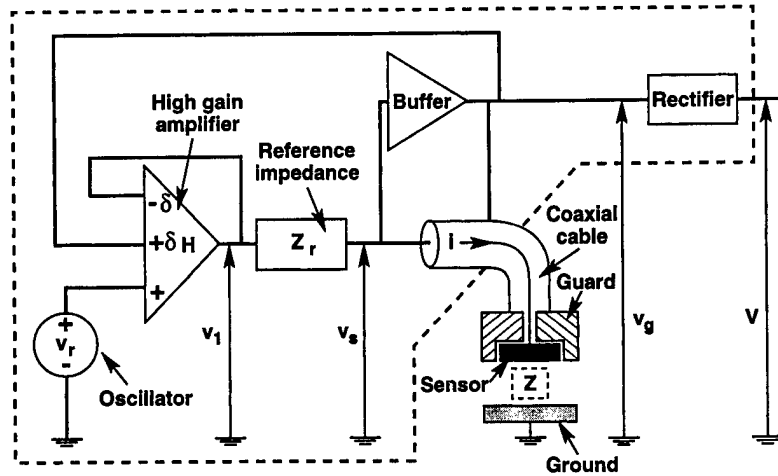 High gain
amplifier
Buffer
Rectifier
Reference
impedance
-δ
+δ H
+
Z r
i
Coaxial
cable
Guard
+
v r
-
Oscillator
v 1
v s
v g
V
Sensor
Z
Ground